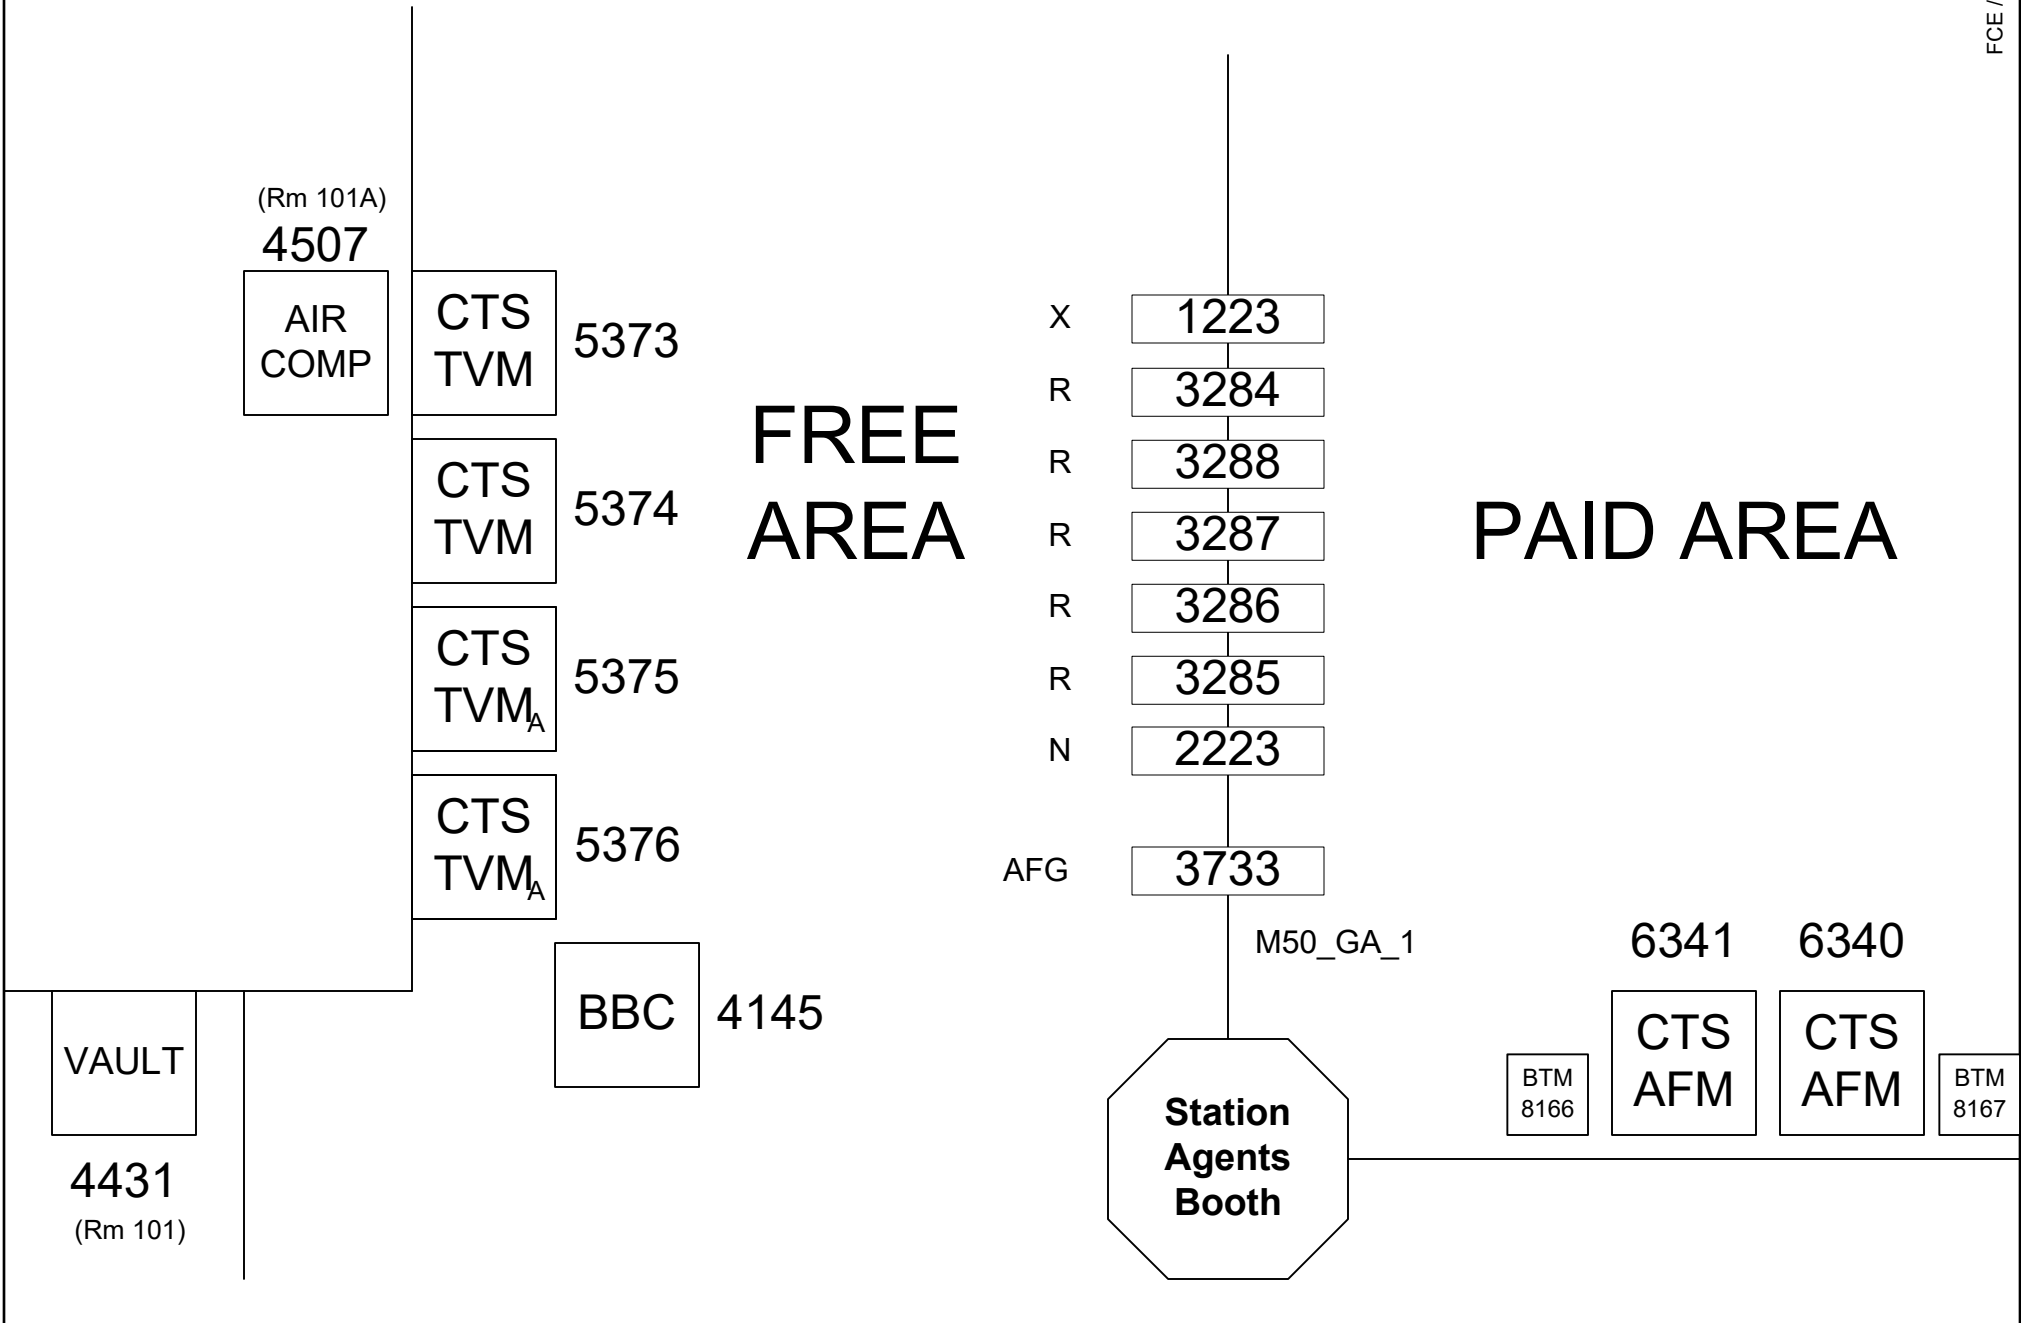 FCE /
(Rm 101A)
4507
AIR
COMP
CTS
TVM
5373
CTS
TVM
5374
CTS
TVM A
5375
CTS
TVM A
5376
FREE
AREA
X
1223
R
3284
R
3288
R
3287
R
3286
R
3285
N
2223
AFG
3733
M50_GA_1
PAID AREA
BBC
4145
VAULT
4431
(Rm 101)
Station
Agents
Booth
6341
6340
BTM
8166
CTS
AFM
CTS
AFM
BTM
8167